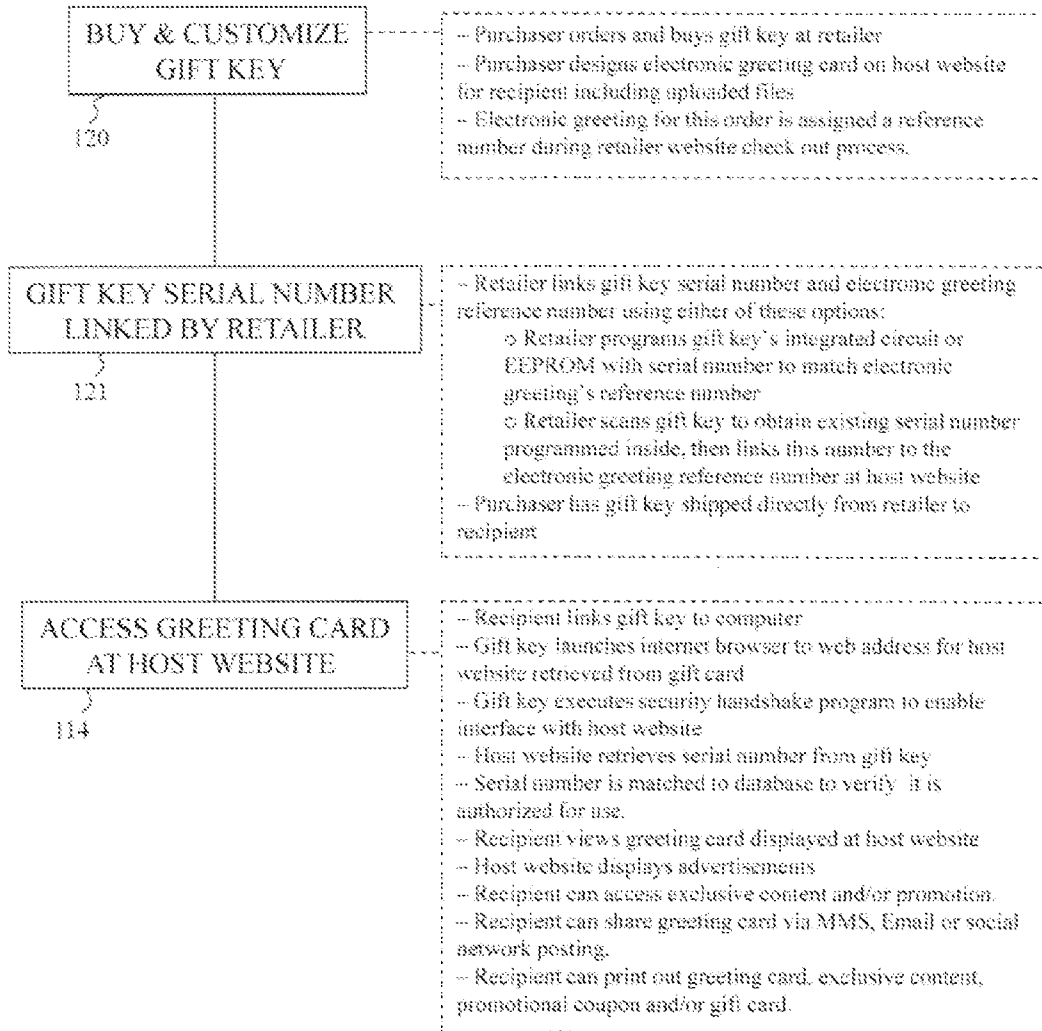 BUY & CUSTOMIZE
GIFT KEY
120
– Purchaser orders and buys gift key at retailer
– Purchaser designs electronic greeting card on host website
for recipient including uploaded files
– Electronic greeting for this order is assigned a reference
number during retailer website check out process.
GIFT KEY SERIAL NUMBER
LINKED BY RETAILER
121
– Retailer links gift key serial number and electronic greeting
reference number using either of these options:
o Retailer programs gift key's integrated circuit or
EEPROM with serial number to match electronic
greeting's reference number
o Retailer scans gift key to obtain existing serial number
programmed inside, then links this number to the
electronic greeting reference number at host website
– Purchaser has gift key shipped directly from retailer to
recipient
ACCESS GREETING CARD
AT HOST WEBSITE
114
– Recipient links gift key to computer
– Gift key launches internet browser to web address for host
website retrieved from gift card
– Gift key executes security handshake program to enable
interface with host website
– Host website retrieves serial number from gift key
– Serial number is matched to database to verify it is
authorized for use.
– Recipient views greeting card displayed at host website
– Host website displays advertisements
– Recipient can access exclusive content and/or promotion.
– Recipient can share greeting card via MMS, Email or social
network posting.
– Recipient can print out greeting card, exclusive content,
promotional coupon and/or gift card.